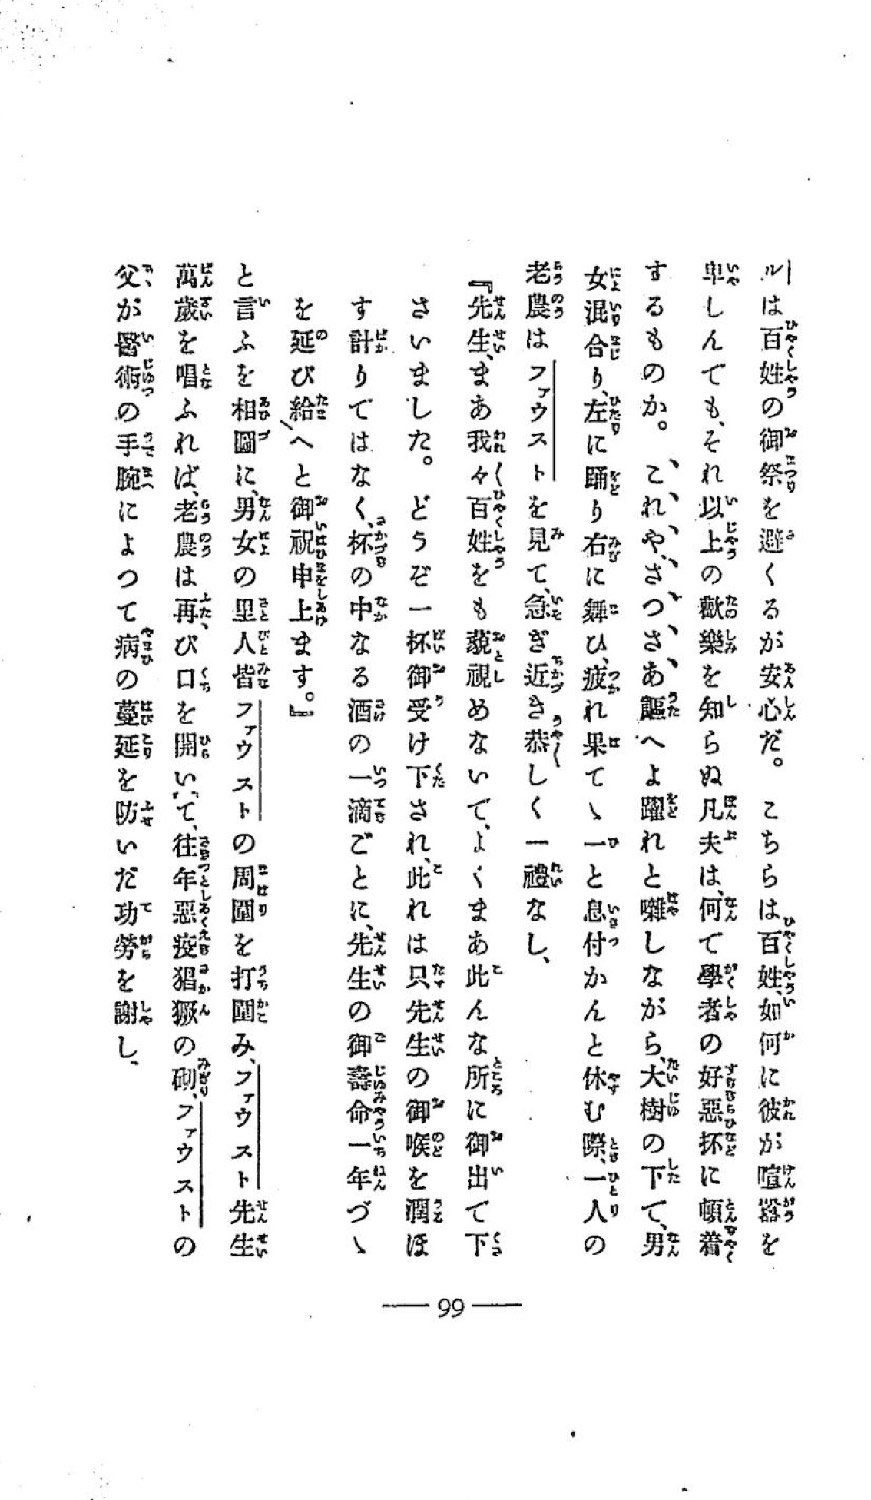 ルは百姓の御祭を避くるが安心だ。こちらは百姓、如何に彼が喧囂を
卑しんでも、それ以上の歡樂を知らぬ凡夫は、何て學者の好惡抔に頓着
するものか。これや、さつさ、あ謳へよ躍れと囃しながら、大樹の下て、男
女混合り、左に踊り右に舞ひ、疲れ果てゝ一と息付かんと休む際、一人の
老農はファウストを見て、急ぎ近き恭しく一禮なし、
『先生、まあ我々百姓をも藐視めないで、よくまあ此んな所に御出て下
さいました。どうぞ一杯御受け下され、此れは只先生の御喉を潤ほ
す計りではなく、杯の中なる酒の一滴ごとに、先生の御壽命一年づゝ
を延び給へと御祝申上ます。』
と言ふを相圖に、男女の里人皆ファウストの周圍を打圍み、ファウスト先生
萬歲を唱ふれば、老農は再び口を開いて、往年惡疫猖獗の砌、ファウストの
父が醫術の手腕によつて病の蔓延を防いだ功勞を謝し、
99